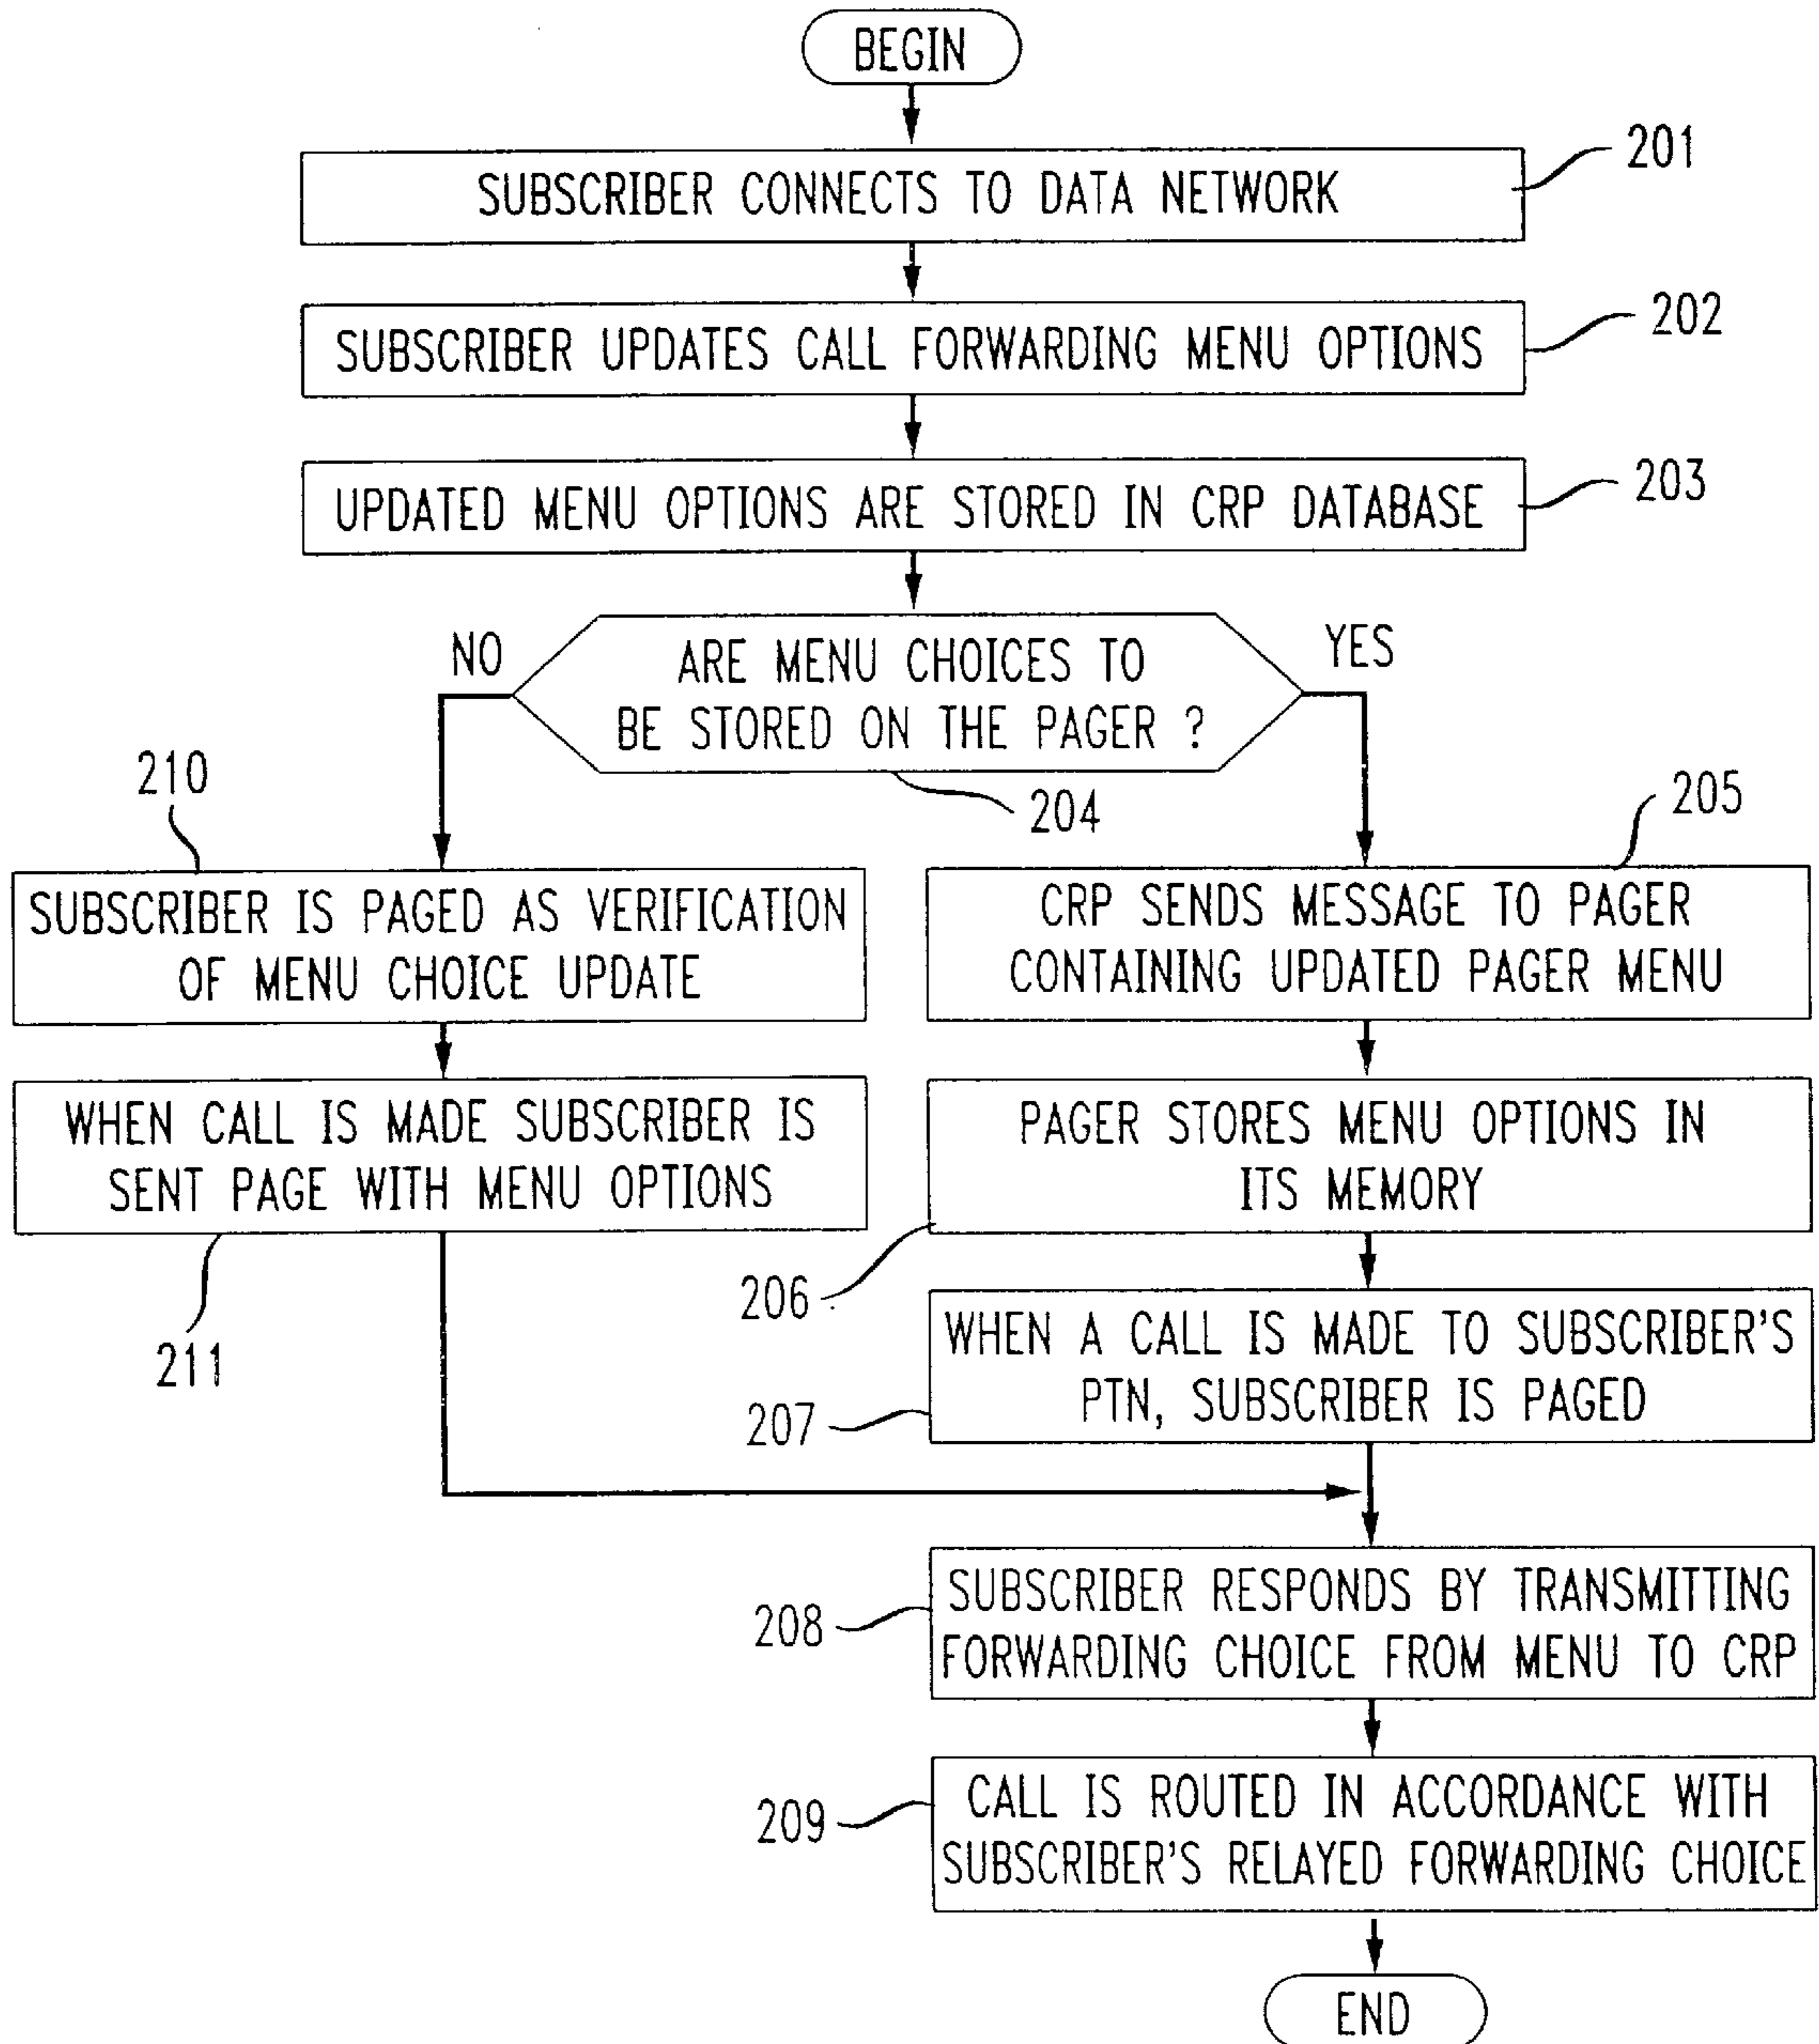 BEGIN
SUBSCRIBER CONNECTS TO DATA NETWORK
201
SUBSCRIBER UPDATES CALL FORWARDING MENU OPTIONS
202
UPDATED MENU OPTIONS ARE STORED IN CRP DATABASE
203
NO
ARE MENU CHOICES TO
BE STORED ON THE PAGER ?
YES
204
210
SUBSCRIBER IS PAGED AS VERIFICATION
OF MENU CHOICE UPDATE
205
CRP SENDS MESSAGE TO PAGER
CONTAINING UPDATED PAGER MENU
WHEN CALL IS MADE SUBSCRIBER IS
SENT PAGE WITH MENU OPTIONS
211
PAGER STORES MENU OPTIONS IN
ITS MEMORY
206
WHEN A CALL IS MADE TO SUBSCRIBER'S
PTN, SUBSCRIBER IS PAGED
207
SUBSCRIBER RESPONDS BY TRANSMITTING
FORWARDING CHOICE FROM MENU TO CRP
208
CALL IS ROUTED IN ACCORDANCE WITH
SUBSCRIBER'S RELAYED FORWARDING CHOICE
209
END